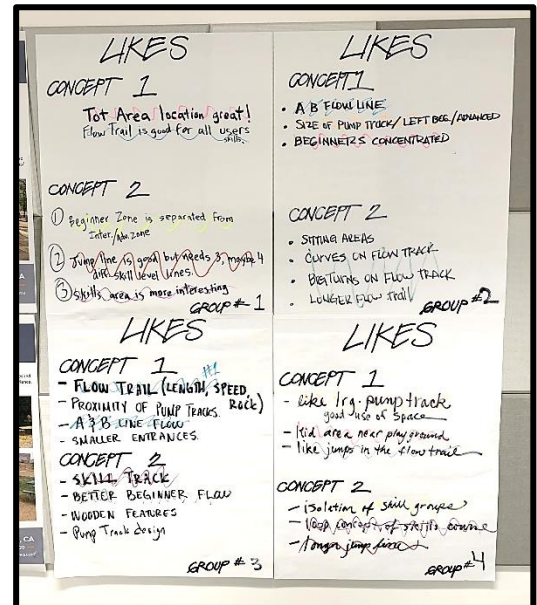 LIKES
CONCEPT 1
Tot Area location great!
Flow Trail is good for all users
skills.
CONCEPT 2
① Beginner Zone is separated from
Inter./Adv. Zone
② Jump line is good but needs 3, maybe 4
diff. skill level lines.
③ Skills area is more interesting
GROUP # 1
LIKES
CONCEPT 1
• A B FLOW LINE
• SIZE OF PUMP TRUCK/ LEFT BEG/ADVANCED
• BEGINNERS CONCENTRATED
CONCEPT 2
• SITTING AREAS
• CURVES ON FLOW TRACK
• BIG TURNS ON FLOW TRACK
• LONGER FLOW TRAIL
GROUP #2
LIKES
CONCEPT 1
#1
- FLOW TRAIL (LENGTH, SPEED
ROCK)
- PROXIMITY OF PUMP TRACKS.
- A & B LINE FLOW
- SMALLER ENTRANCES.
CONCEPT 2
- SKILL TRACK
- BETTER BEGINNER FLOW
- WOODEN FEATURES
- Pump Track design
GROUP # 3
LIKES
CONCEPT 1
- like lrg. pump track
good use of space
- Kid area near playground
- like jumps in the flow trail
CONCEPT 2
- isolation of skill groups
- loop concept of skills course
- longer jump lines
GROUP #4
CA